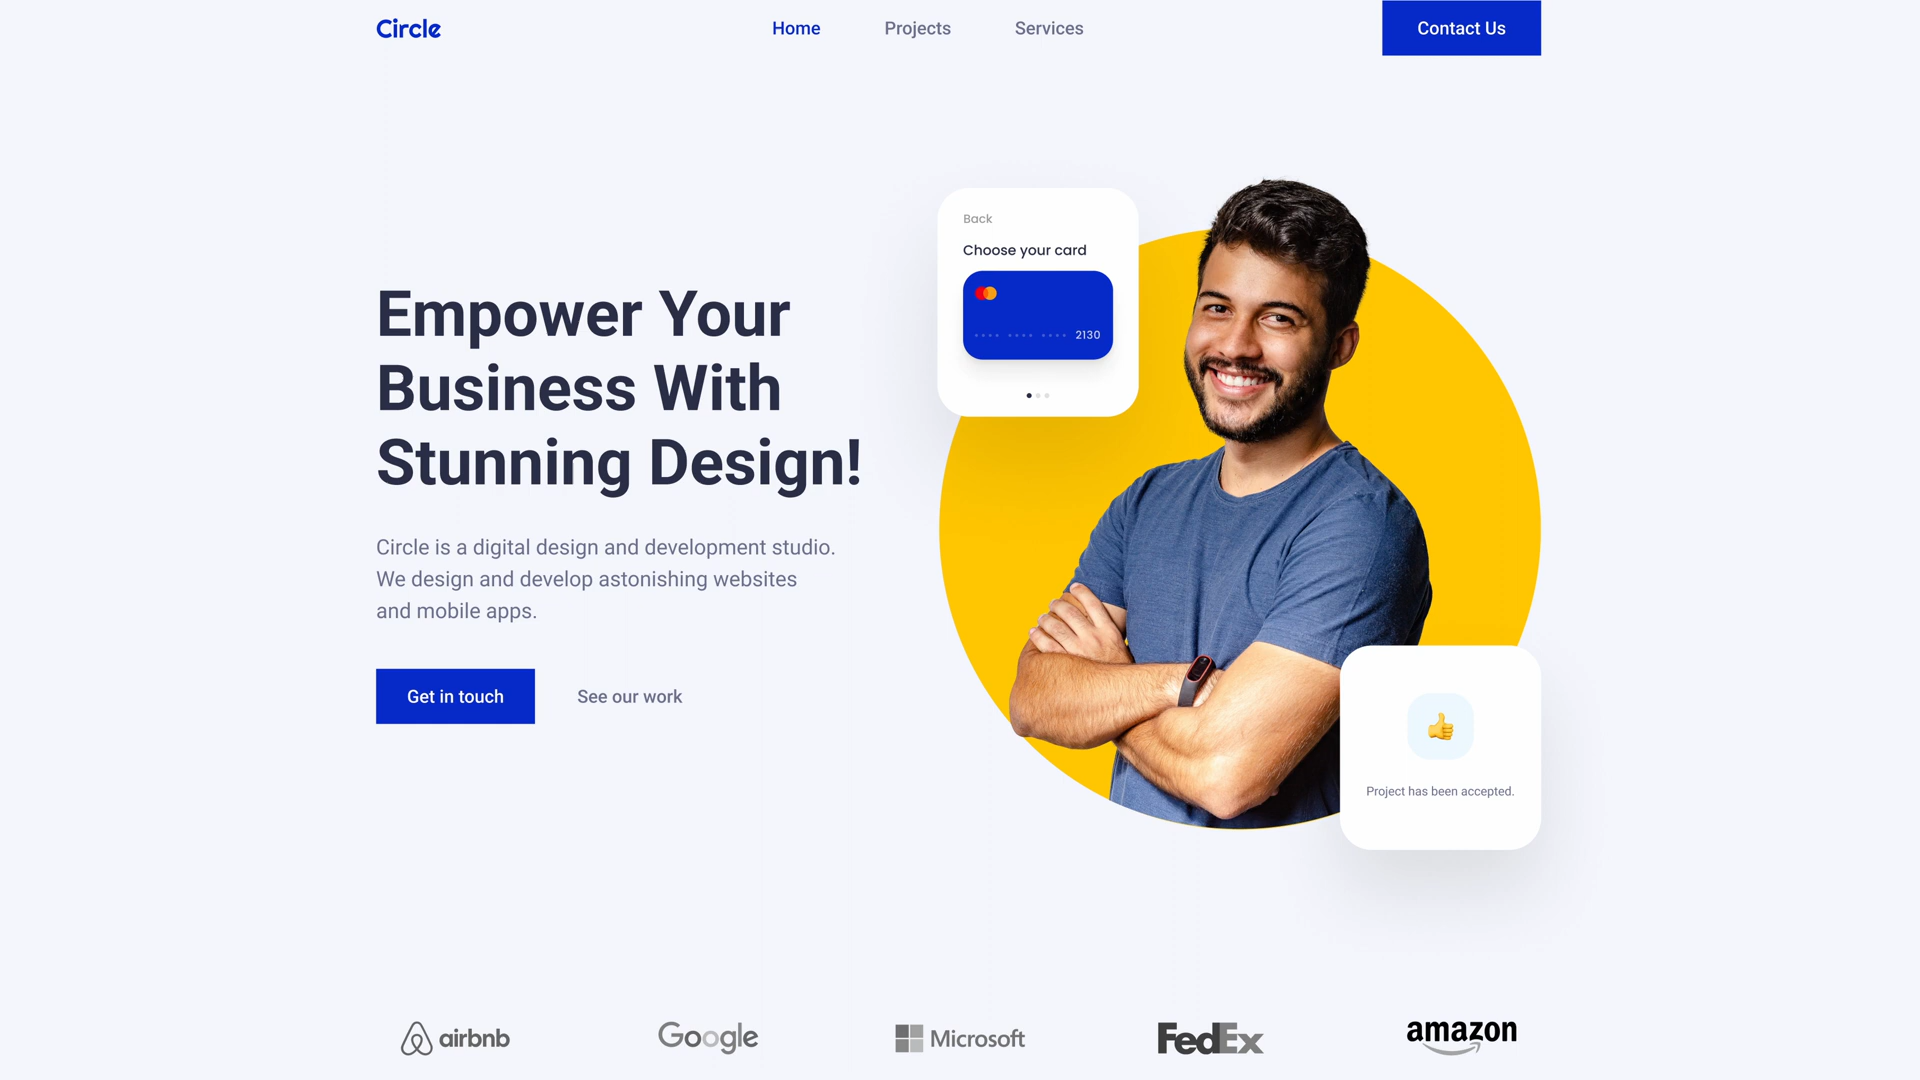 Circle
Home
Projects
Services
Contact Us
Empower Your
Business With
Stunning Design!
Circle is a digital design and development studio.
We design and develop astonishing websites
and mobile apps.
Get in touch
See our work
Back
Choose your card
2130
Project has been accepted.
airbnb
Google
Microsoft
FedEx
amazon